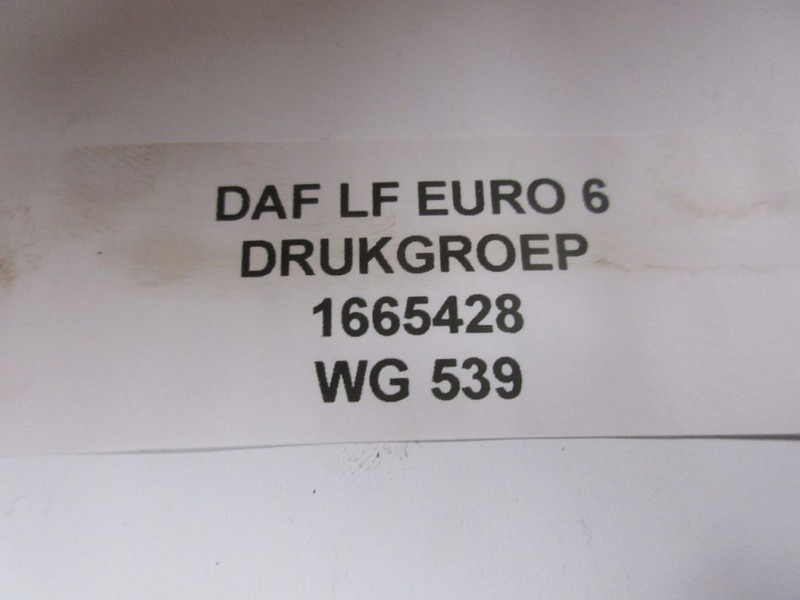 DAF LF EURO 6
DRUKGROEP
1665428
WG 539